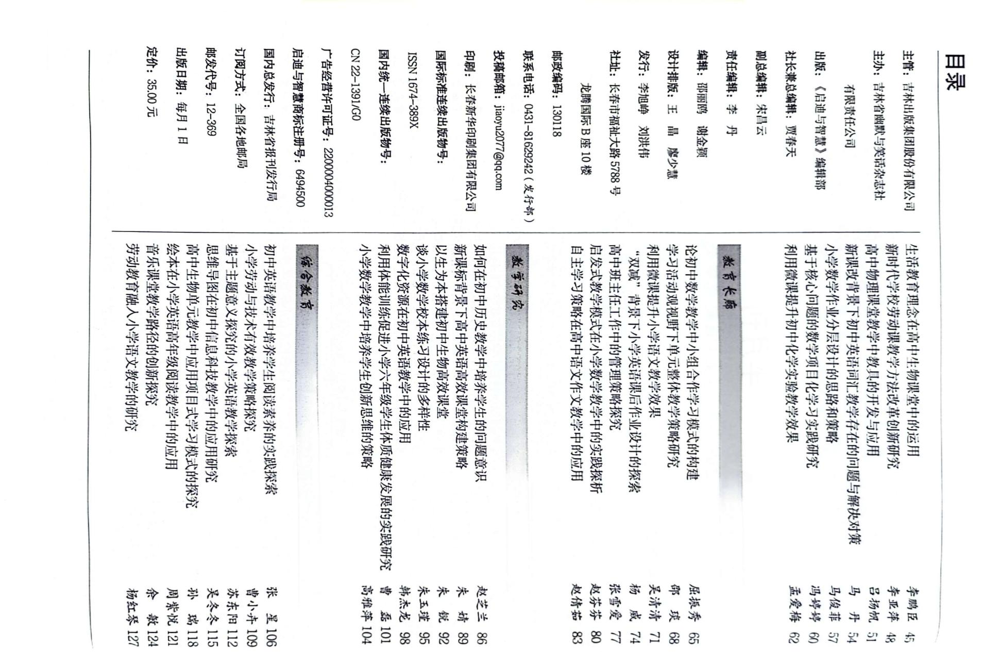 目录
主管：吉林出版集团股份有限公司
主办：吉林省幽默与笑话杂志社
有限责任公司
出版：《启迪与智慧》编辑部
社长兼总编辑：贾春天
副总编辑：宋昌云
责任编辑：李　丹
编辑：邵丽鸥　谢金颖
设计排版：王　晶　廖少慧
发行：李旭峥　刘洪伟
社址：长春市福祉大路5788号
龙腾国际B座10楼
邮政编码：130118
联系电话：0431-81629242（发行部）
投稿邮箱：jiaoyu2077@qq.com
印刷：长春新华印刷集团有限公司
国际标准连续出版物号：
ISSN 1674-389X
国内统一连续出版物号：
CN 22-1391/G0
广告经营许可证号：2200004000013
启迪与智慧商标注册号：6494500
国内总发行：吉林省报刊发行局
订阅方式：全国各地邮局
邮发代号：12-369
出版日期：每月1日
定价：35.00元
生活教育理念在高中生物课堂中的运用　李鹏臣　45
新时代学校劳动课教学方法改革创新研究　李亚萍　48
高中物理课堂教学中教具的开发与应用　吕杨帆　51
新课改背景下初中英语词汇教学存在的问题与解决对策　马　丹　54
小学数学作业分层设计的思路和策略　马俊菲　57
基于核心问题的数学项目化学习实践研究　冯婷婷　60
利用微课提升初中化学实验教学效果　孟爱梅　62
教育长廊
论初中数学教学中小组合作学习模式的构建　屈振秀　65
学习活动观视野下单元整体教学策略研究　邵　琰　68
利用微课提升小学语文教学效果　吴清清　71
“双减”背景下小学英语课后作业设计的探索　杨　威　74
高中班主任工作中的管理策略探究　张雪爱　77
启发式教学模式在小学数学教学中的实践探析　赵芬芬　80
自主学习策略在高中语文作文教学中的应用　赵倩茹　83
教学研究
如何在初中历史教学中培养学生的问题意识　赵芝兰　86
新课标背景下高中英语高效课堂构建策略　朱　婧　89
以生为本搭建初中生物高效课堂　朱　锐　92
谈小学数学校本练习设计的多样性　朱玉瑾　95
数字化资源在初中英语教学中的应用　韩杰龙　98
利用体能训练促进小学六年级学生体质健康发展的实践研究　曹　磊　101
小学数学教学中培养学生创新思维的策略　高雅萍　104
综合教育
初中英语教学中培养学生阅读素养的实践探索　张　星　106
小学劳动与技术有效教学策略探究　曹小卉　109
基于主题意义探究的小学英语教学探索　苏东阳　112
思维导图在初中信息科技教学中的应用研究　吴冬冬　115
高中生物单元教学中应用项目式学习模式的探究　孙　瑞　118
绘本在小学英语高年级阅读教学中的应用　周紫悦　121
音乐课堂教学路径的创新探究　余　敏　124
劳动教育融入小学语文教学的研究　杨红琴　127